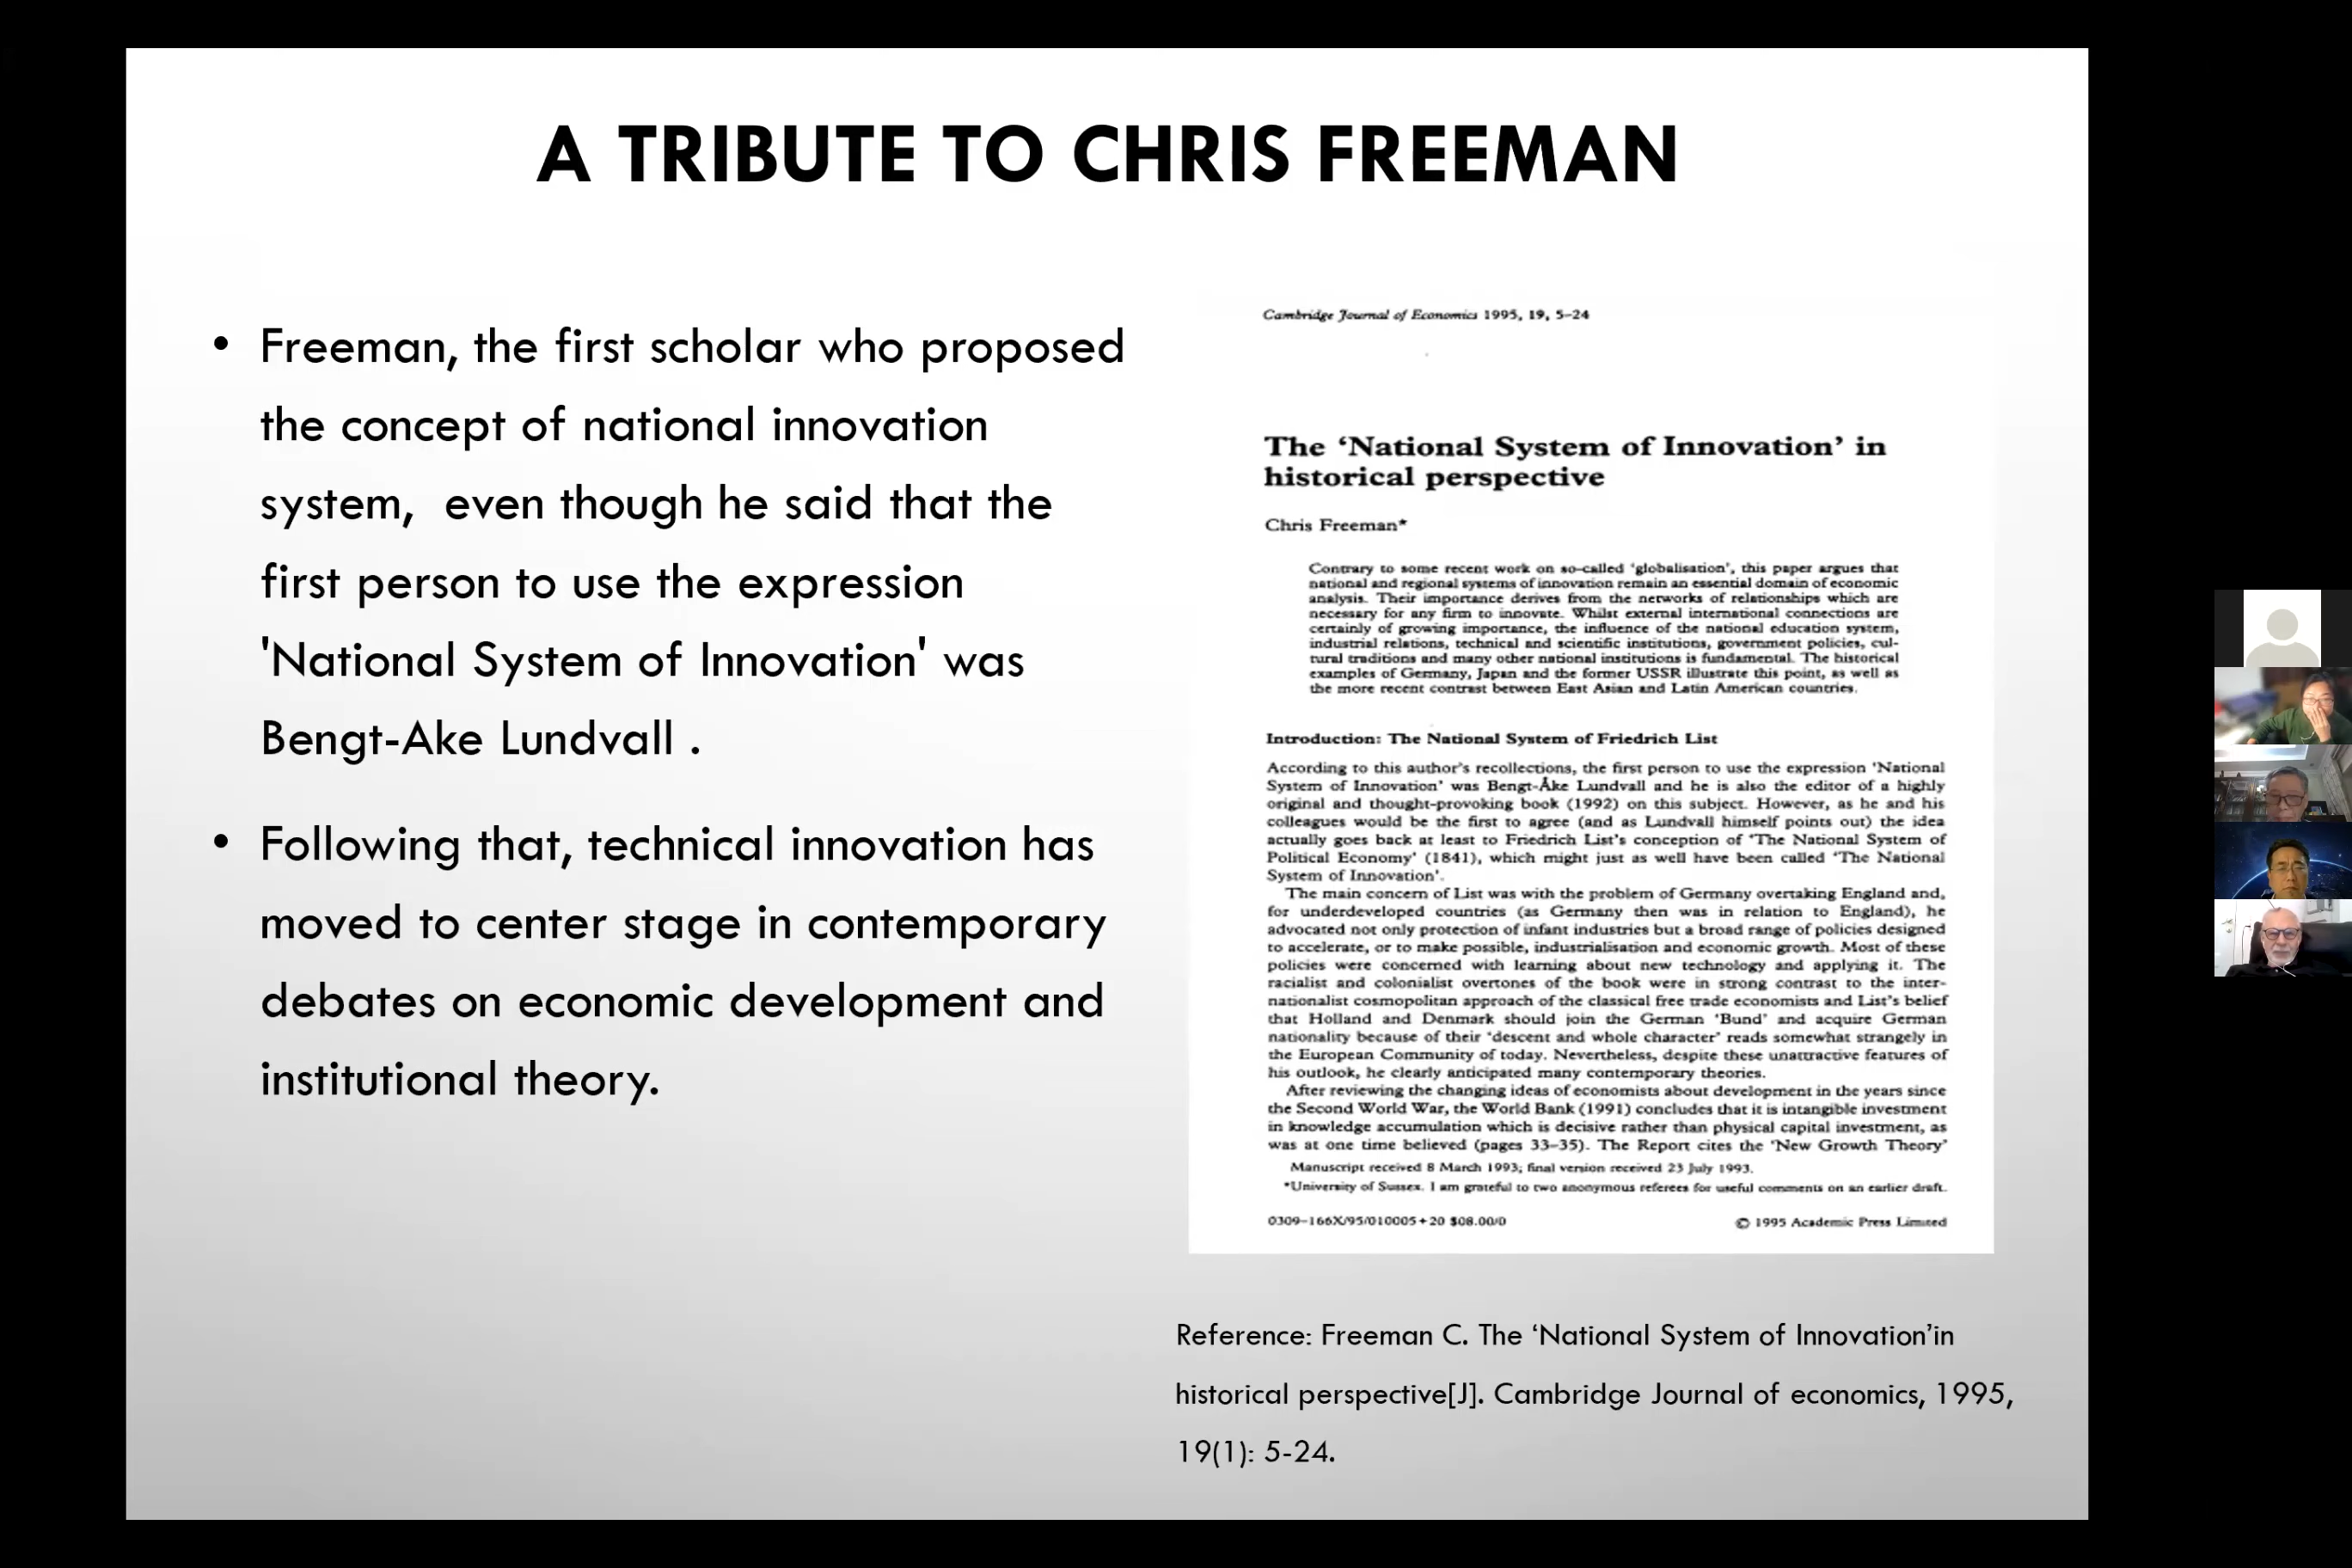 A TRIBUTE TO CHRIS FREEMAN
• Freeman, the first scholar who proposed
the concept of national innovation
system,  even though he said that the
first person to use the expression
'National System of Innovation' was
Bengt-Ake Lundvall .
• Following that, technical innovation has
moved to center stage in contemporary
debates on economic development and
institutional theory.
Cambridge Journal of Economics 1995, 19, 5–24
The ‘National System of Innovation’ in
historical perspective
Chris Freeman*
Contrary to some recent work on so-called ‘globalisation’, this paper argues that
national and regional systems of innovation remain an essential domain of economic
analysis. Their importance derives from the networks of relationships which are
necessary for any firm to innovate. Whilst external international connections are
certainly of growing importance, the influence of the national education system,
industrial relations, technical and scientific institutions, government policies, cul-
tural traditions and many other national institutions is fundamental. The historical
examples of Germany, Japan and the former USSR illustrate this point, as well as
the more recent contrast between East Asian and Latin American countries.
Introduction: The National System of Friedrich List
According to this author's recollections, the first person to use the expression 'National
System of Innovation' was Bengt-Åke Lundvall and he is also the editor of a highly
original and thought-provoking book (1992) on this subject. However, as he and his
colleagues would be the first to agree (and as Lundvall himself points out) the idea
actually goes back at least to Friedrich List's conception of 'The National System of
Political Economy' (1841), which might just as well have been called 'The National
System of Innovation'.
The main concern of List was with the problem of Germany overtaking England and,
for underdeveloped countries (as Germany then was in relation to England), he
advocated not only protection of infant industries but a broad range of policies designed
to accelerate, or to make possible, industrialisation and economic growth. Most of these
policies were concerned with learning about new technology and applying it. The
racialist and colonialist overtones of the book were in strong contrast to the inter-
nationalist cosmopolitan approach of the classical free trade economists and List's belief
that Holland and Denmark should join the German 'Bund' and acquire German
nationality because of their 'descent and whole character' reads somewhat strangely in
the European Community of today. Nevertheless, despite these unattractive features of
his outlook, he clearly anticipated many contemporary theories.
After reviewing the changing ideas of economists about development in the years since
the Second World War, the World Bank (1991) concludes that it is intangible investment
in knowledge accumulation which is decisive rather than physical capital investment, as
was at one time believed (pages 33–35). The Report cites the 'New Growth Theory'
Manuscript received 8 March 1993; final version received 23 July 1993.
*University of Sussex. I am grateful to two anonymous referees for useful comments on an earlier draft.
0309–166X/95/010005+20 $08.00/0
© 1995 Academic Press Limited
Reference: Freeman C. The ‘National System of Innovation’in
historical perspective[J]. Cambridge Journal of economics, 1995,
19(1): 5-24.